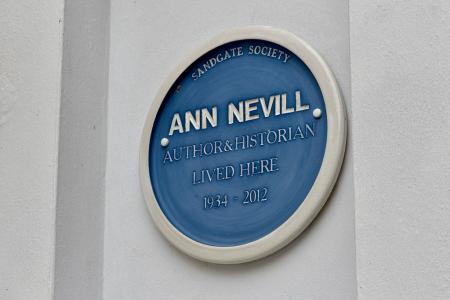 SANDGATE SOCIETY
ANN NEVILL
AUTHOR & HISTORIAN
LIVED HERE
1934 - 2012